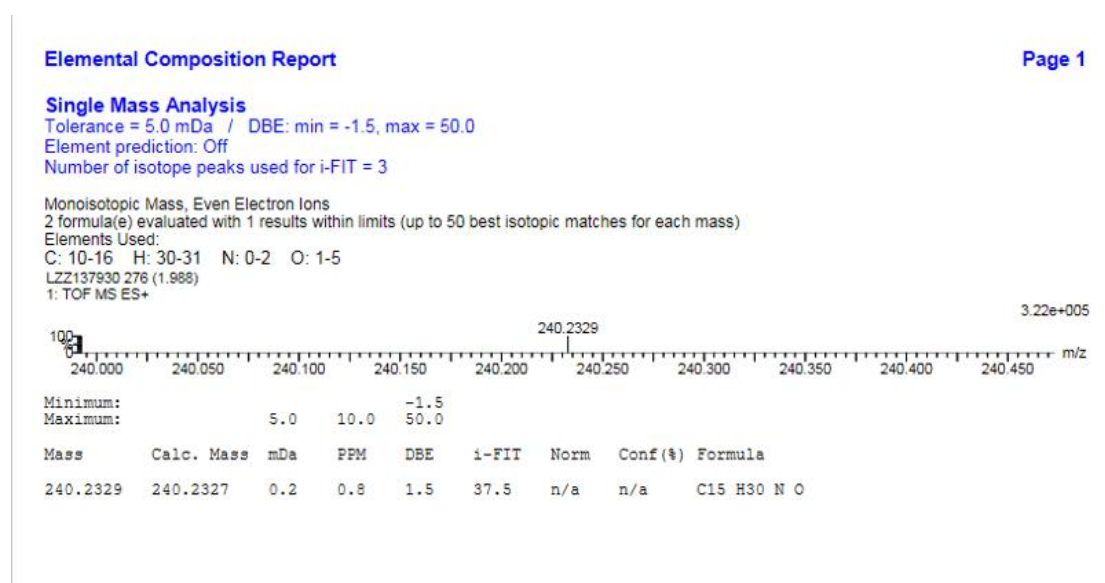 Elemental Composition Report Page 1
Single Mass Analysis
Tolerance = 5.0 mDa / DBE: min = -1.5, max = 50.0
Element prediction: Off
Number of isotope peaks used for i-FIT = 3
Monoisotopic Mass, Even Electron Ions
2 formula(e) evaluated with 1 results within limits (up to 50 best isotopic matches for each mass)
Elements Used:
C: 10-16 H: 30-31 N: 0-2 O: 1-5
LZZ137930 276 (1.988)
1: TOF MS ES+
3.22e+005
240.2329
100
%
0
m/z
240.000 240.050 240.100 240.150 240.200 240.250 240.300 240.350 240.400 240.450
Minimum: -1.5
Maximum: 5.0 10.0 50.0
Mass Calc. Mass mDa PPM DBE i-FIT Norm Conf(%) Formula
240.2329 240.2327 0.2 0.8 1.5 37.5 n/a n/a C15 H30 N O